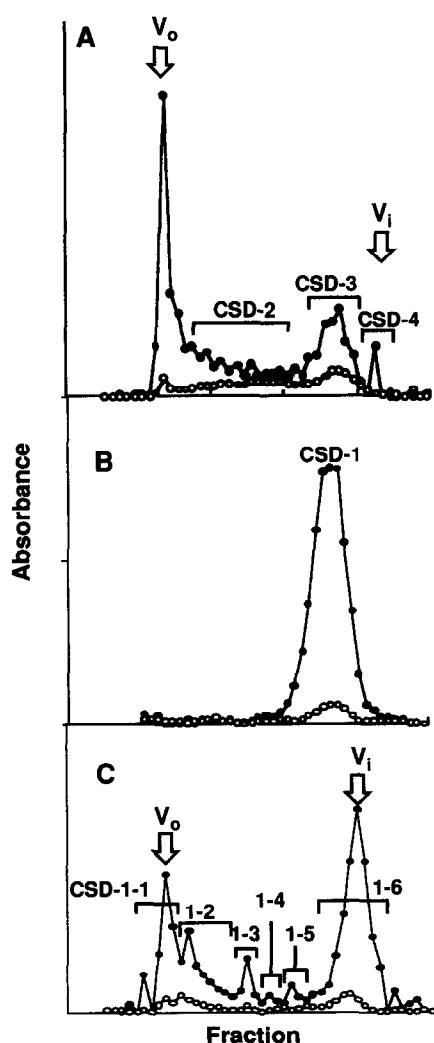 A
Vo
Vi
CSD-2
CSD-3
CSD-4
B
CSD-1
Absorbance
C
Vo
Vi
CSD-1-1
1-2
1-3
1-4
1-5
1-6
Fraction